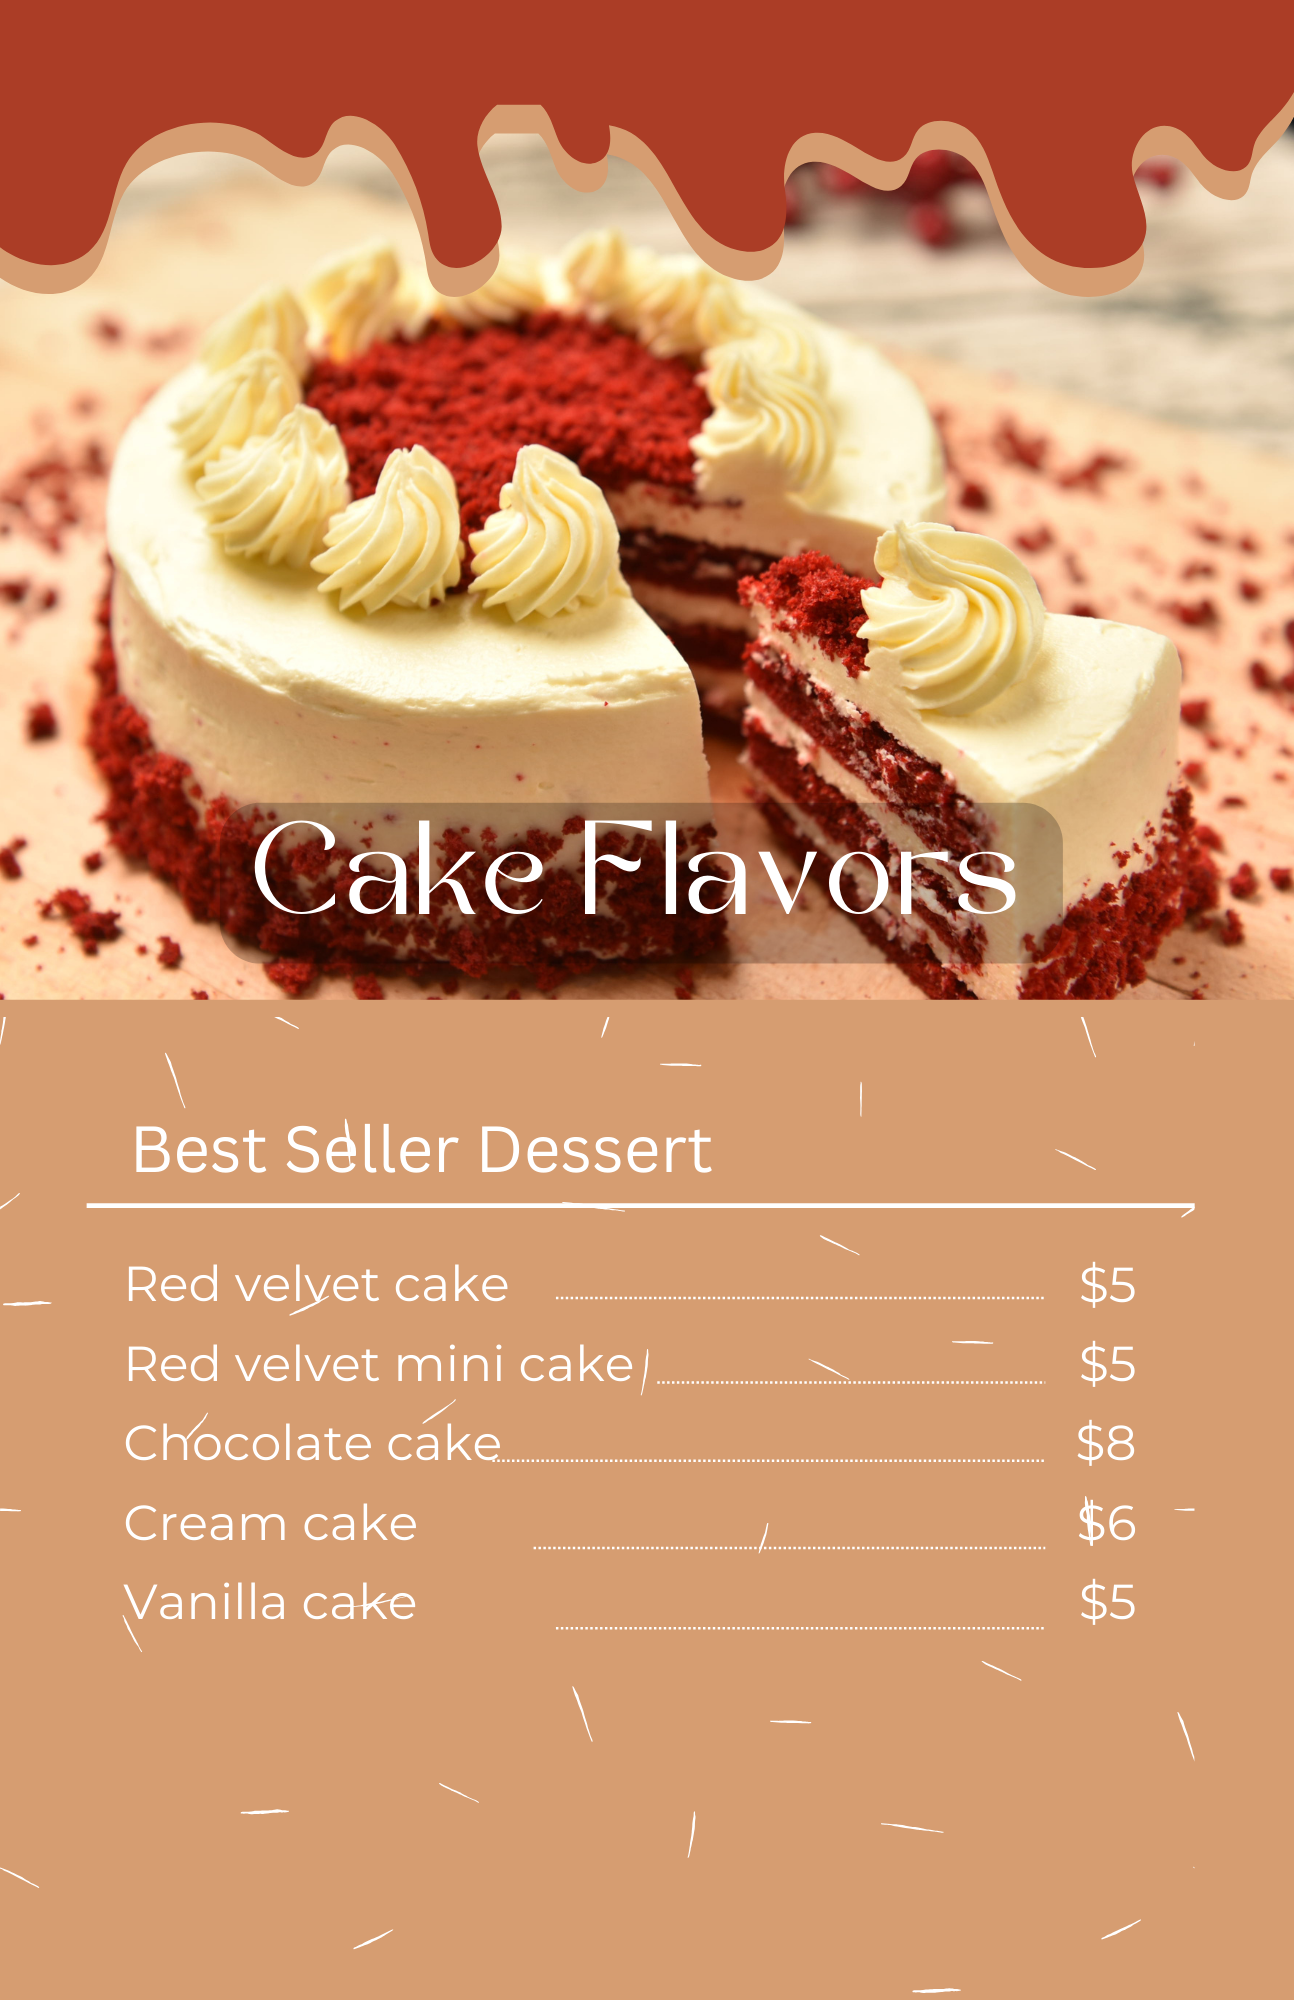 Cake Flavors
Best Seller Dessert
Red velvet cake $5
Red velvet mini cake $5
Chocolate cake $8
Cream cake $6
Vanilla cake $5